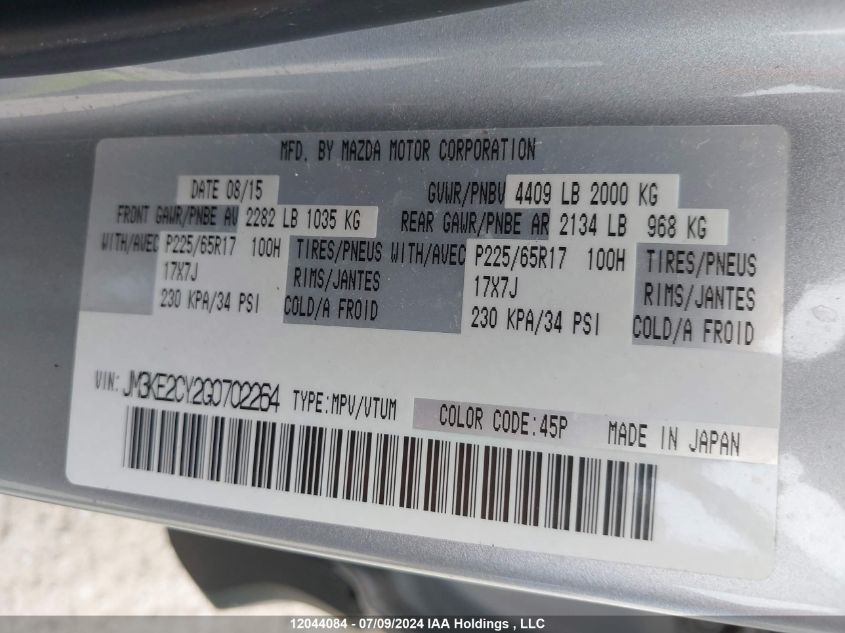 MFD. BY MAZDA MOTOR CORPORATION
DATE 08/15 GVWR/PNBV 4409 LB 2000 KG
FRONT GAWR/PNBE AV 2282 LB 1035 KG REAR GAWR/PNBE AR 2134 LB 968 KG
WITH/AVEC P225/65R17 100H TIRES/PNEUS WITH/AVEC P225/65R17 100H TIRES/PNEUS
17X7J RIMS/JANTES 17X7J RIMS/JANTES
230 KPA/34 PSI COLD/A FROID 230 KPA/34 PSI COLD/A FROID
VIN: JM3KE2CY2G0702264 TYPE:MPV/VTUM COLOR CODE:45P MADE IN JAPAN
12044084 - 07/09/2024 IAA Holdings , LLC